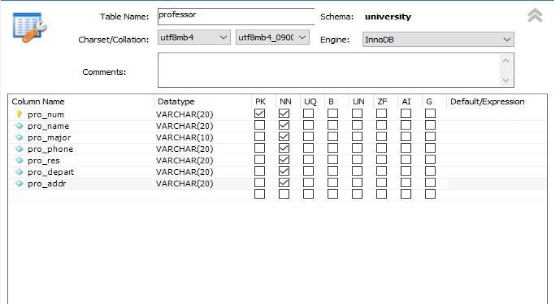 Table Name: professor Schema: university
Charset/Collation: utf8mb4 utf8mb4_090( Engine: InnoDB
Comments:
Column Name Datatype PK NN UQ B UN ZF AI G Default/Expression
pro_num VARCHAR(20)
pro_name VARCHAR(20)
pro_major VARCHAR(10)
pro_phone VARCHAR(20)
pro_res VARCHAR(20)
pro_depart VARCHAR(20)
pro_addr VARCHAR(20)